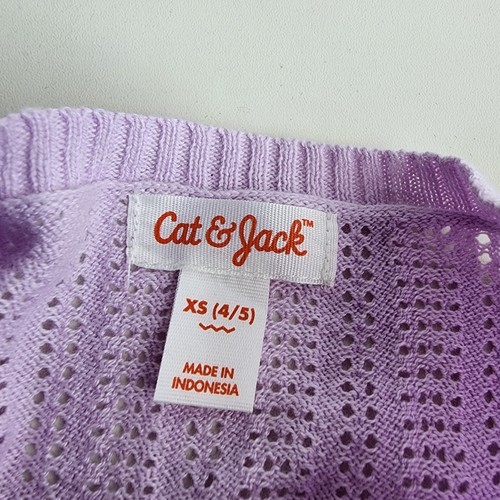 Cat & Jack™
XS (4/5)
MADE IN
INDONESIA